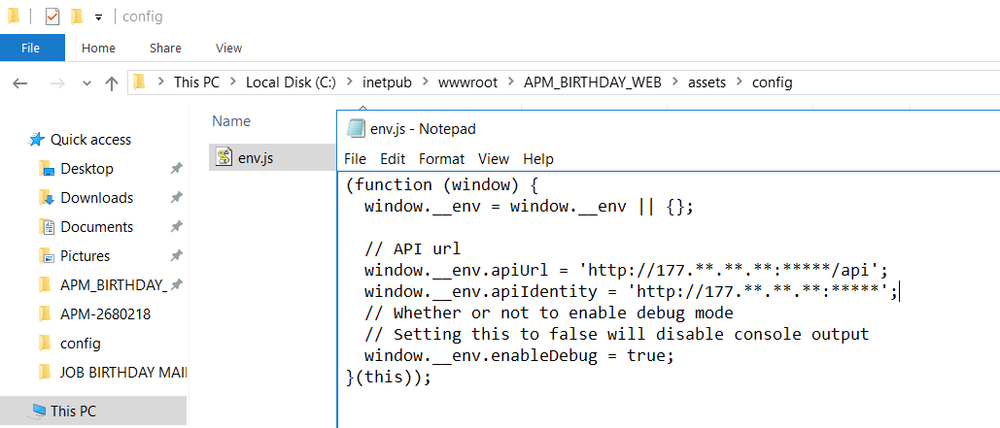 config
File Home Share View
This PC Local Disk (C:) inetpub wwwroot APM_BIRTHDAY_WEB assets config
Name
env.js
Quick access
Desktop
Downloads
Documents
Pictures
APM_BIRTHDAY_
APM-2680218
config
JOB BIRTHDAY MAI
This PC
env.js - Notepad
File Edit Format View Help
(function (window) {
window.__env = window.__env || {};
// API url
window.__env.apiUrl = 'http://177.**.**.**:*****/api';
window.__env.apiIdentity = 'http://177.**.**.**:*****';
// Whether or not to enable debug mode
// Setting this to false will disable console output
window.__env.enableDebug = true;
}(this));